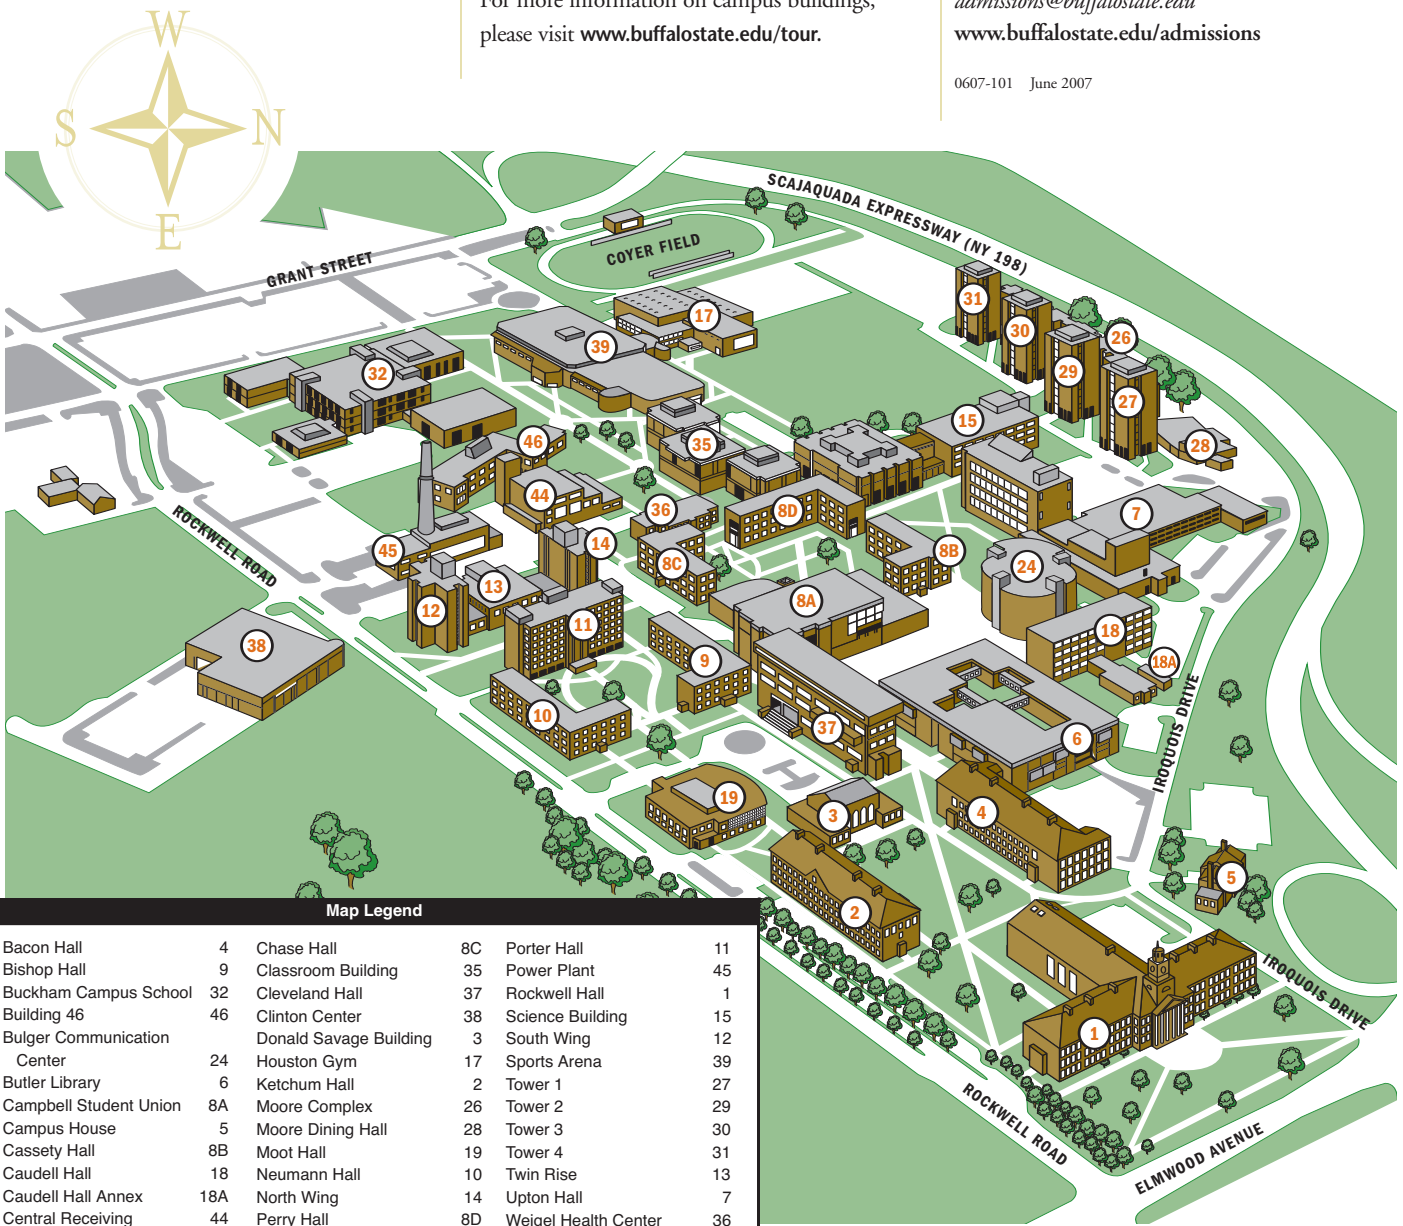 For more information on campus buildings,
please visit www.buffalostate.edu/tour.
admissions@buffalostate.edu
www.buffalostate.edu/admissions
0607-101 June 2007
W
S
N
E
SCAJAQUADA EXPRESSWAY (NY 198)
COYER FIELD
GRANT STREET
31
30
17
26
39
29
32
27
15
46
35
28
44
36
8D
7
14
45
8C
8B
24
13
12
8A
11
18
38
9
18A
10
37
6
ROCKWELL ROAD
IROQUOIS DRIVE
19
3
4
5
2
1
IROQUOIS DRIVE
ROCKWELL ROAD
ELMWOOD AVENUE
Map Legend
Bacon Hall 4
Bishop Hall 9
Buckham Campus School 32
Building 46 46
Bulger Communication
Center 24
Butler Library 6
Campbell Student Union 8A
Campus House 5
Cassety Hall 8B
Caudell Hall 18
Caudell Hall Annex 18A
Central Receiving 44
Chase Hall 8C
Classroom Building 35
Cleveland Hall 37
Clinton Center 38
Donald Savage Building 3
Houston Gym 17
Ketchum Hall 2
Moore Complex 26
Moore Dining Hall 28
Moot Hall 19
Neumann Hall 10
North Wing 14
Perry Hall 8D
Porter Hall 11
Power Plant 45
Rockwell Hall 1
Science Building 15
South Wing 12
Sports Arena 39
Tower 1 27
Tower 2 29
Tower 3 30
Tower 4 31
Twin Rise 13
Upton Hall 7
Weigel Health Center 36